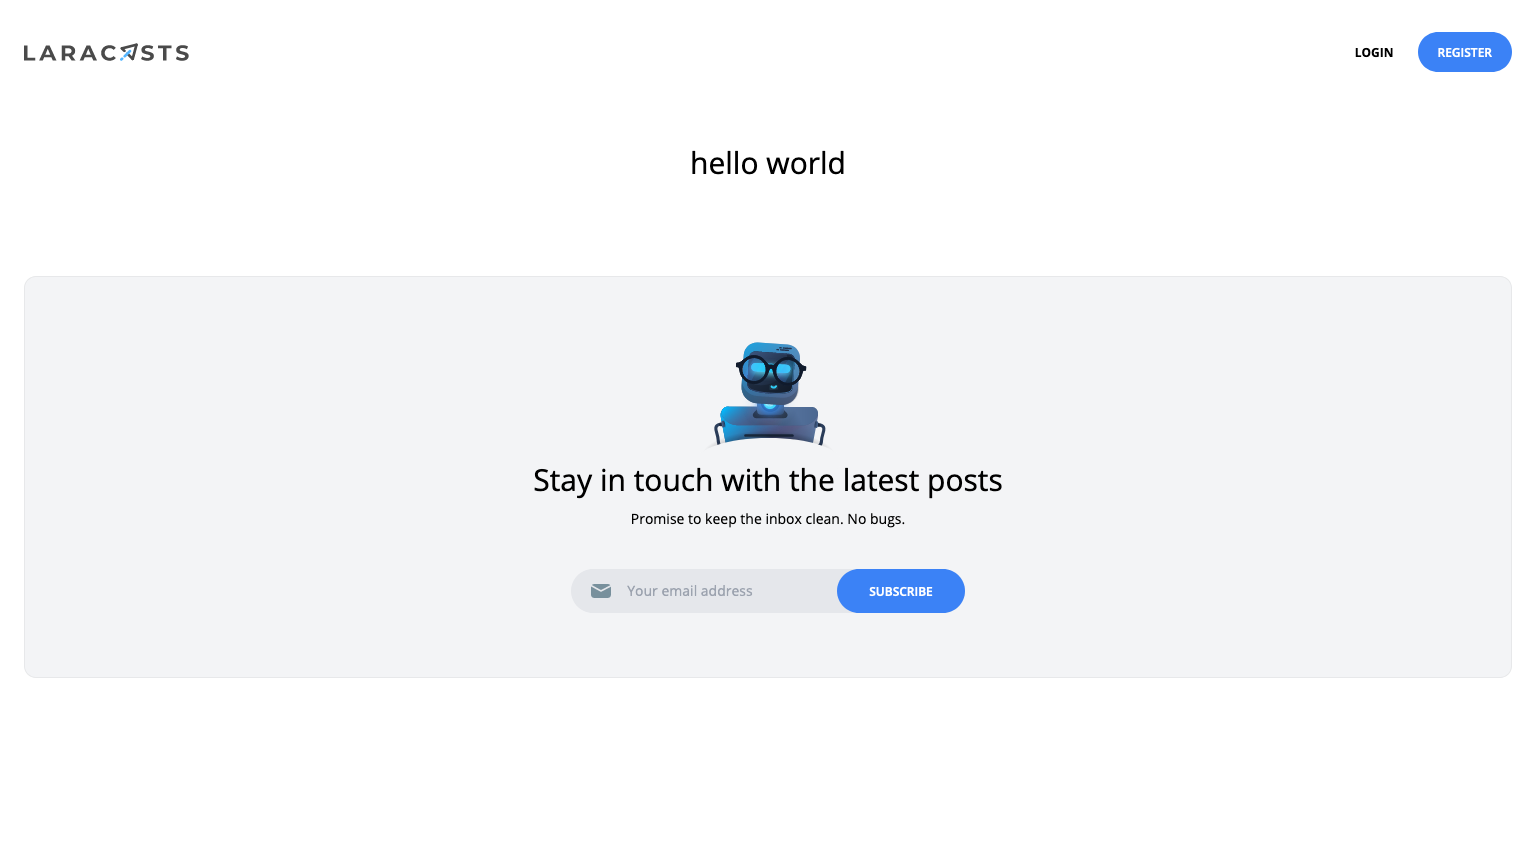 LARACASTS
LOGIN
REGISTER
hello world
Stay in touch with the latest posts
Promise to keep the inbox clean. No bugs.
Your email address
SUBSCRIBE